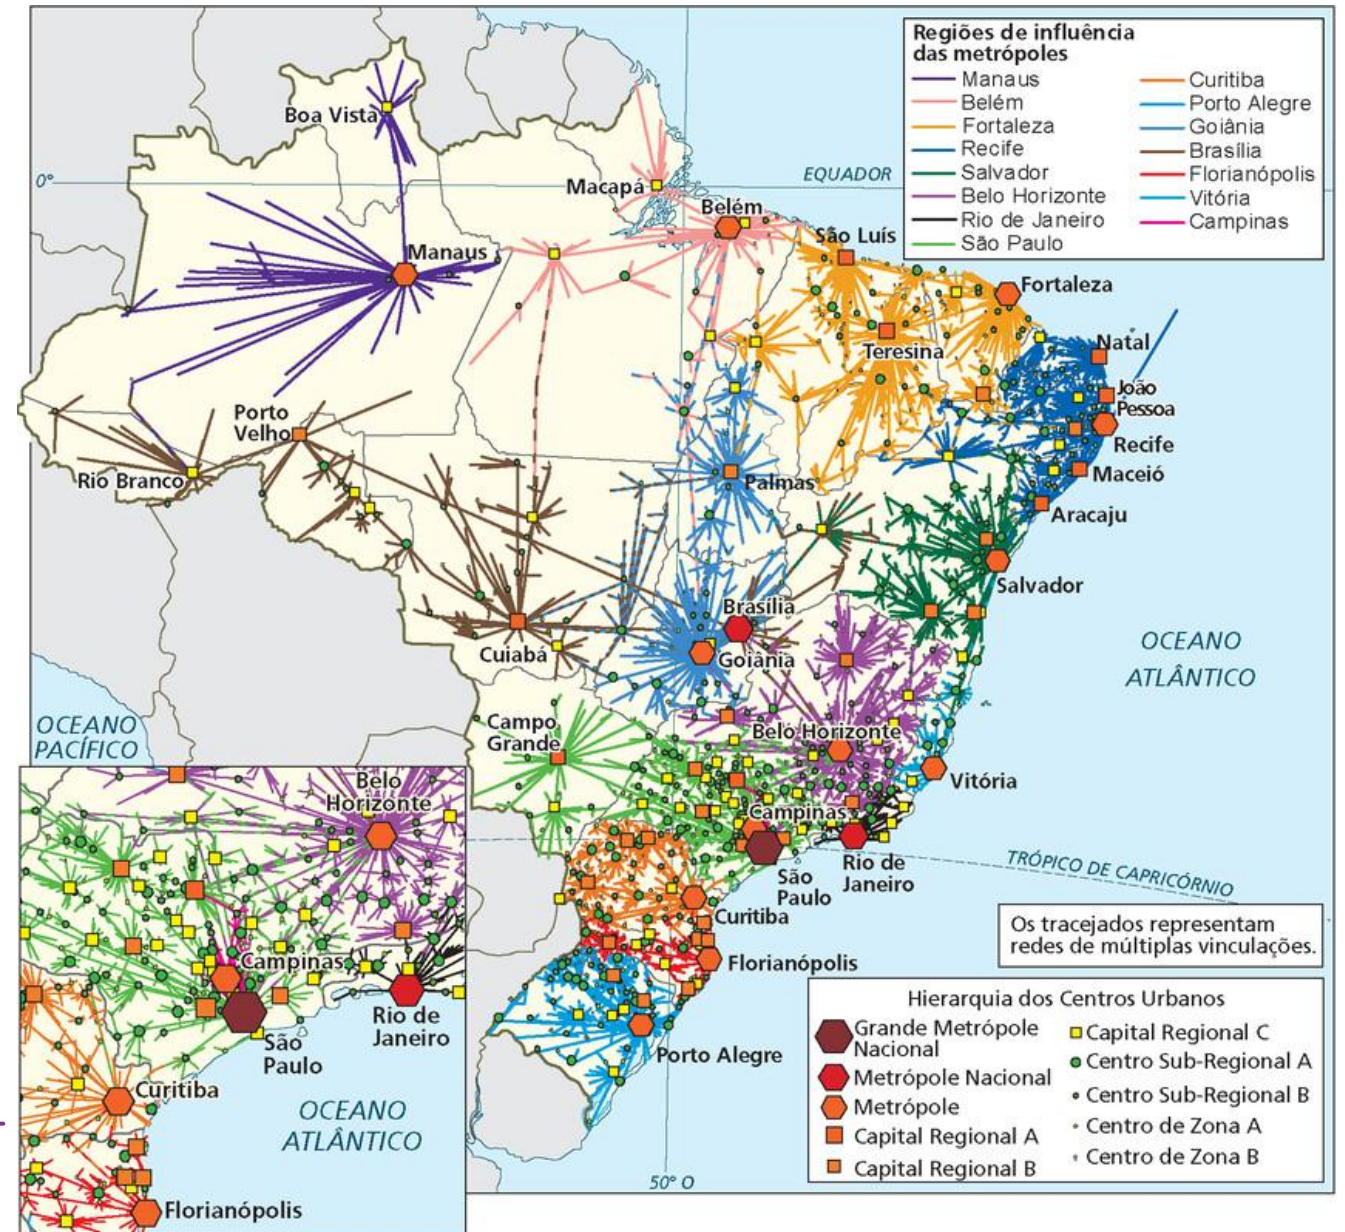 Regiões de influência
das metrópoles
Manaus
Belém
Fortaleza
Recife
Salvador
Belo Horizonte
Rio de Janeiro
São Paulo
Curitiba
Porto Alegre
Goiânia
Brasília
Florianópolis
Vitória
Campinas
Boa Vista
0°
EQUADOR
Macapá
Belém
São Luís
Manaus
Fortaleza
Teresina
Natal
João
Pessoa
Recife
Porto
Velho
Rio Branco
Palmas
Maceió
Aracaju
Salvador
Brasília
Cuiabá
Goiânia
OCEANO
ATLÂNTICO
OCEANO
PACÍFICO
Campo
Grande
Belo Horizonte
Vitória
Campinas
São
Paulo
Rio de
Janeiro
TRÓPICO DE CAPRICÓRNIO
Curitiba
Florianópolis
Porto Alegre
50° O
Os tracejados representam
redes de múltiplas vinculações.
Hierarquia dos Centros Urbanos
Grande Metrópole
Nacional
Metrópole Nacional
Metrópole
Capital Regional A
Capital Regional B
Capital Regional C
Centro Sub-Regional A
Centro Sub-Regional B
Centro de Zona A
Centro de Zona B
Belo
Horizonte
Campinas
Rio de
Janeiro
São
Paulo
Curitiba
OCEANO
ATLÂNTICO
Florianópolis